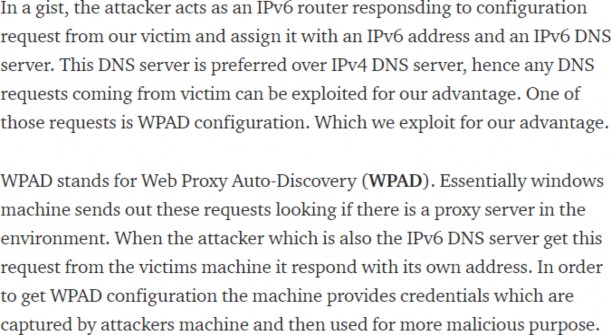 In a gist, the attacker acts as an IPv6 router responsding to configuration
request from our victim and assign it with an IPv6 address and an IPv6 DNS
server. This DNS server is preferred over IPv4 DNS server, hence any DNS
requests coming from victim can be exploited for our advantage. One of
those requests is WPAD configuration. Which we exploit for our advantage.
WPAD stands for Web Proxy Auto-Discovery (WPAD). Essentially windows
machine sends out these requests looking if there is a proxy server in the
environment. When the attacker which is also the IPv6 DNS server get this
request from the victims machine it respond with its own address. In order
to get WPAD configuration the machine provides credentials which are
captured by attackers machine and then used for more malicious purpose.